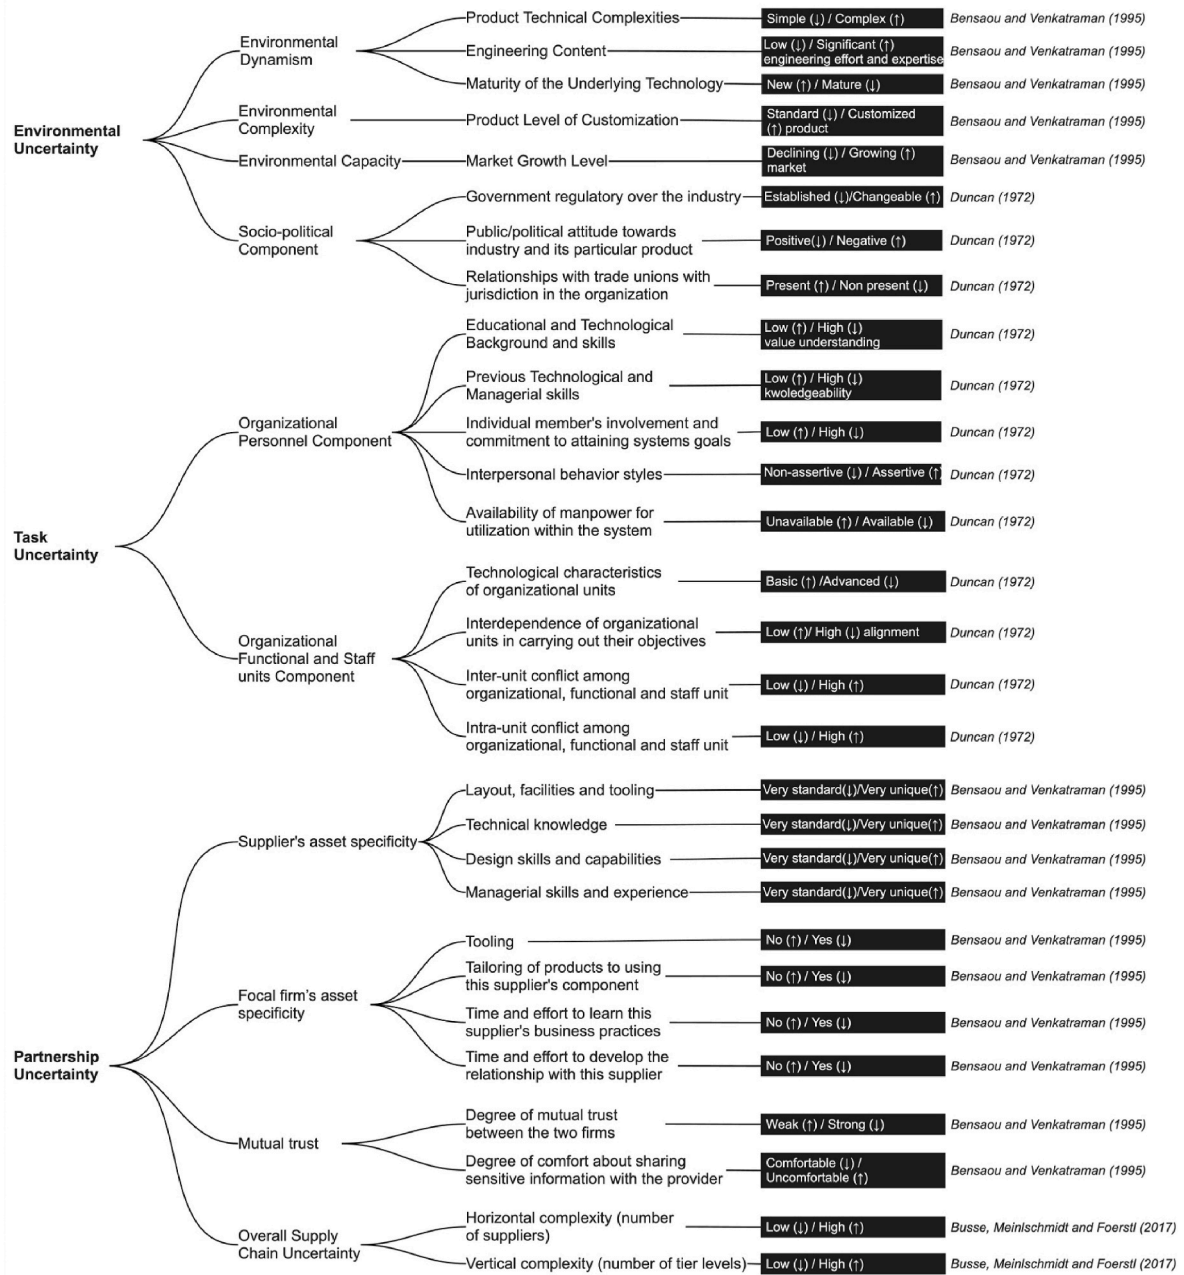 Environmental
Uncertainty
Environmental
Dynamism
Product Technical Complexities
Simple (↓) / Complex (↑)
Bensaou and Venkatraman (1995)
Engineering Content
Low (↓) / Significant (↑)
engineering effort and expertise
Bensaou and Venkatraman (1995)
Maturity of the Underlying Technology
New (↑) / Mature (↓)
Bensaou and Venkatraman (1995)
Environmental
Complexity
Product Level of Customization
Standard (↓) / Customized
(↑) product
Bensaou and Venkatraman (1995)
Environmental Capacity
Market Growth Level
Declining (↓) / Growing (↑)
market
Bensaou and Venkatraman (1995)
Socio-political
Component
Government regulatory over the industry
Established (↓)/Changeable (↑)
Duncan (1972)
Public/political attitude towards
industry and its particular product
Positive(↓) / Negative (↑)
Duncan (1972)
Relationships with trade unions with
jurisdiction in the organization
Present (↑) / Non present (↓)
Duncan (1972)
Task
Uncertainty
Organizational
Personnel Component
Educational and Technological
Background and skills
Low (↑) / High (↓)
value understanding
Duncan (1972)
Previous Technological and
Managerial skills
Low (↑) / High (↓)
kwoledgeability
Duncan (1972)
Individual member's involvement and
commitment to attaining systems goals
Low (↑) / High (↓)
Duncan (1972)
Interpersonal behavior styles
Non-assertive (↓) / Assertive (↑)
Duncan (1972)
Availability of manpower for
utilization within the system
Unavailable (↑) / Available (↓)
Duncan (1972)
Organizational
Functional and Staff
units Component
Technological characteristics
of organizational units
Basic (↑) /Advanced (↓)
Duncan (1972)
Interdependence of organizational
units in carrying out their objectives
Low (↑)/ High (↓) alignment
Duncan (1972)
Inter-unit conflict among
organizational, functional and staff unit
Low (↓) / High (↑)
Duncan (1972)
Intra-unit conflict among
organizational, functional and staff unit
Low (↓) / High (↑)
Duncan (1972)
Partnership
Uncertainty
Supplier's asset specificity
Layout, facilities and tooling
Very standard(↓)/Very unique(↑)
Bensaou and Venkatraman (1995)
Technical knowledge
Very standard(↓)/Very unique(↑)
Bensaou and Venkatraman (1995)
Design skills and capabilities
Very standard(↓)/Very unique(↑)
Bensaou and Venkatraman (1995)
Managerial skills and experience
Very standard(↓)/Very unique(↑)
Bensaou and Venkatraman (1995)
Focal firm's asset
specificity
Tooling
No (↑) / Yes (↓)
Bensaou and Venkatraman (1995)
Tailoring of products to using
this supplier's component
No (↑) / Yes (↓)
Bensaou and Venkatraman (1995)
Time and effort to learn this
supplier's business practices
No (↑) / Yes (↓)
Bensaou and Venkatraman (1995)
Time and effort to develop the
relationship with this supplier
No (↑) / Yes (↓)
Bensaou and Venkatraman (1995)
Mutual trust
Degree of mutual trust
between the two firms
Weak (↑) / Strong (↓)
Bensaou and Venkatraman (1995)
Degree of comfort about sharing
sensitive information with the provider
Comfortable (↓) /
Uncomfortable (↑)
Bensaou and Venkatraman (1995)
Overall Supply
Chain Uncertainty
Horizontal complexity (number
of suppliers)
Low (↓) / High (↑)
Busse, Meinlschmidt and Foerstl (2017)
Vertical complexity (number of tier levels)
Low (↓) / High (↑)
Busse, Meinlschmidt and Foerstl (2017)